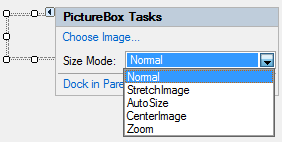 PictureBox Tasks
Choose Image...
Size Mode: Normal
Normal
Dock in Pare
StretchImage
AutoSize
CenterImage
Zoom